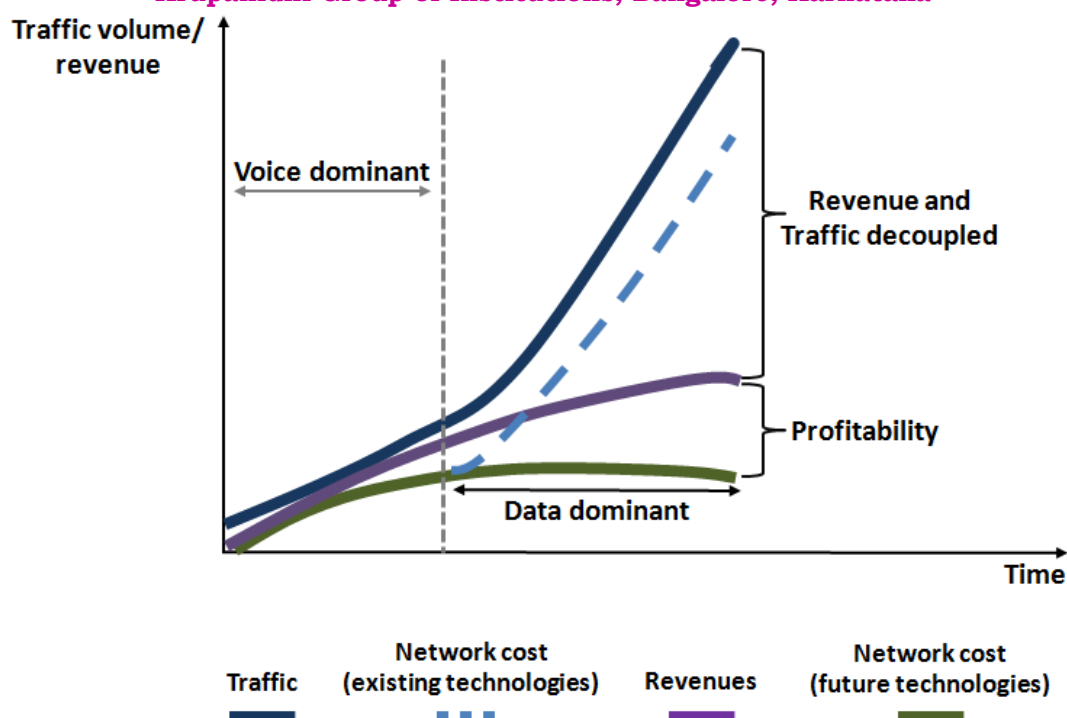 Traffic volume/
revenue
Voice dominant
Revenue and
Traffic decoupled
Profitability
Data dominant
Time
Traffic
Network cost
(existing technologies)
Revenues
Network cost
(future technologies)